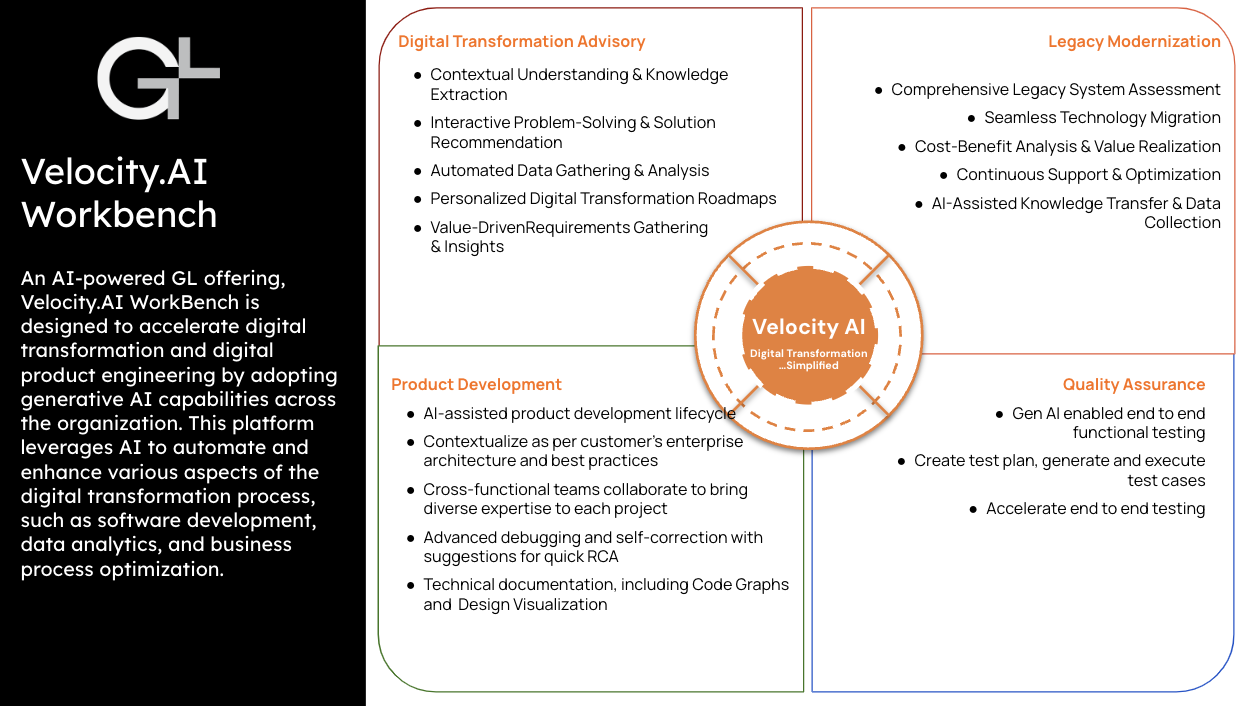 GL
Velocity.AI
Workbench
An AI-powered GL offering,
Velocity.AI WorkBench is
designed to accelerate digital
transformation and digital
product engineering by adopting
generative AI capabilities across
the organization. This platform
leverages AI to automate and
enhance various aspects of the
digital transformation process,
such as software development,
data analytics, and business
process optimization.
Digital Transformation Advisory
● Contextual Understanding & Knowledge
Extraction
● Interactive Problem-Solving & Solution
Recommendation
● Automated Data Gathering & Analysis
● Personalized Digital Transformation Roadmaps
● Value-DrivenRequirements Gathering
& Insights
Legacy Modernization
● Comprehensive Legacy System Assessment
● Seamless Technology Migration
● Cost-Benefit Analysis & Value Realization
● Continuous Support & Optimization
● AI-Assisted Knowledge Transfer & Data
Collection
Velocity AI
Digital Transformation
...Simplified
Product Development
● AI-assisted product development lifecycle
● Contextualize as per customer's enterprise
architecture and best practices
● Cross-functional teams collaborate to bring
diverse expertise to each project
● Advanced debugging and self-correction with
suggestions for quick RCA
● Technical documentation, including Code Graphs
and  Design Visualization
Quality Assurance
● Gen AI enabled end to end
functional testing
● Create test plan, generate and execute
test cases
● Accelerate end to end testing